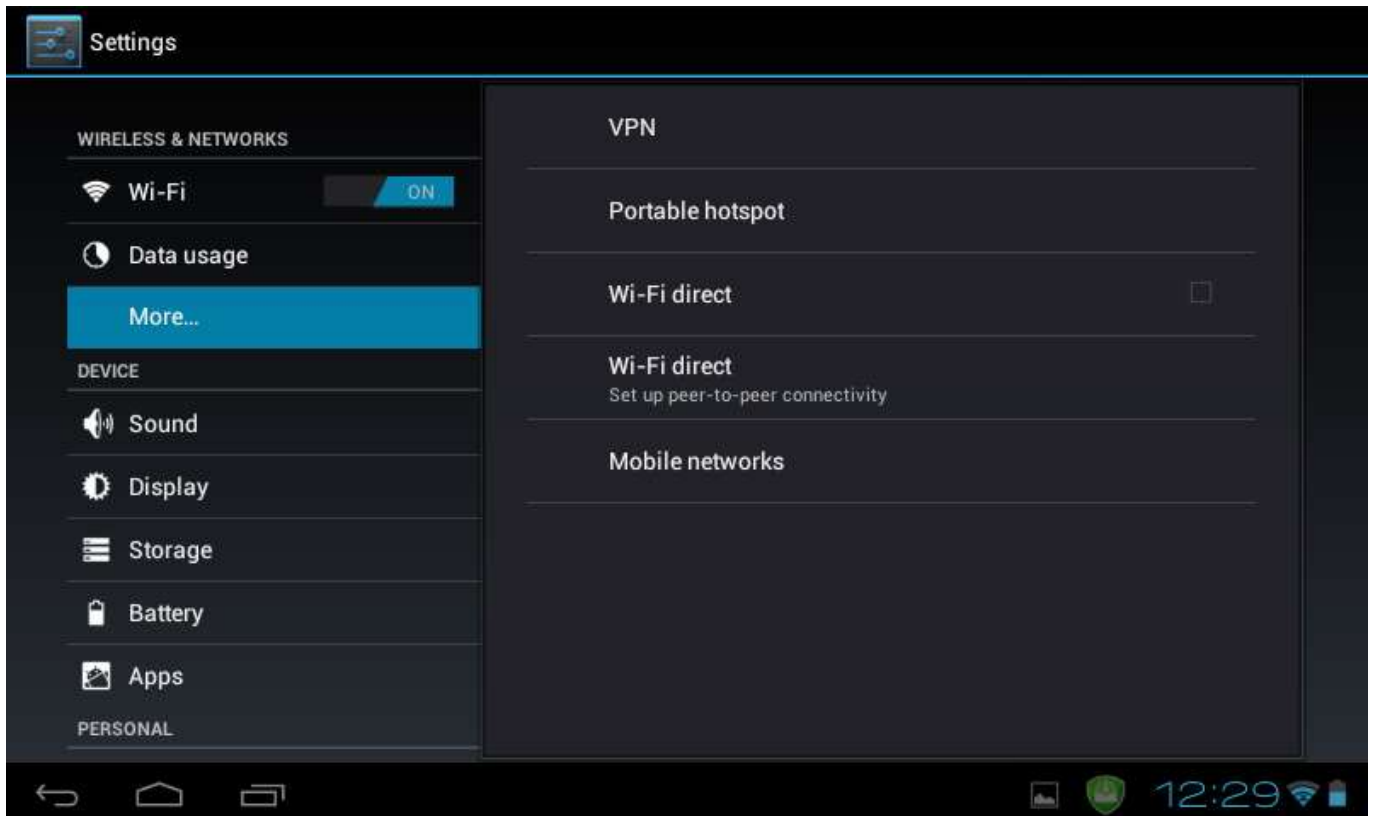 Settings
WIRELESS & NETWORKS
Wi-Fi
ON
Data usage
More...
DEVICE
Sound
Display
Storage
Battery
Apps
PERSONAL
VPN
Portable hotspot
Wi-Fi direct
Wi-Fi direct
Set up peer-to-peer connectivity
Mobile networks
12:29